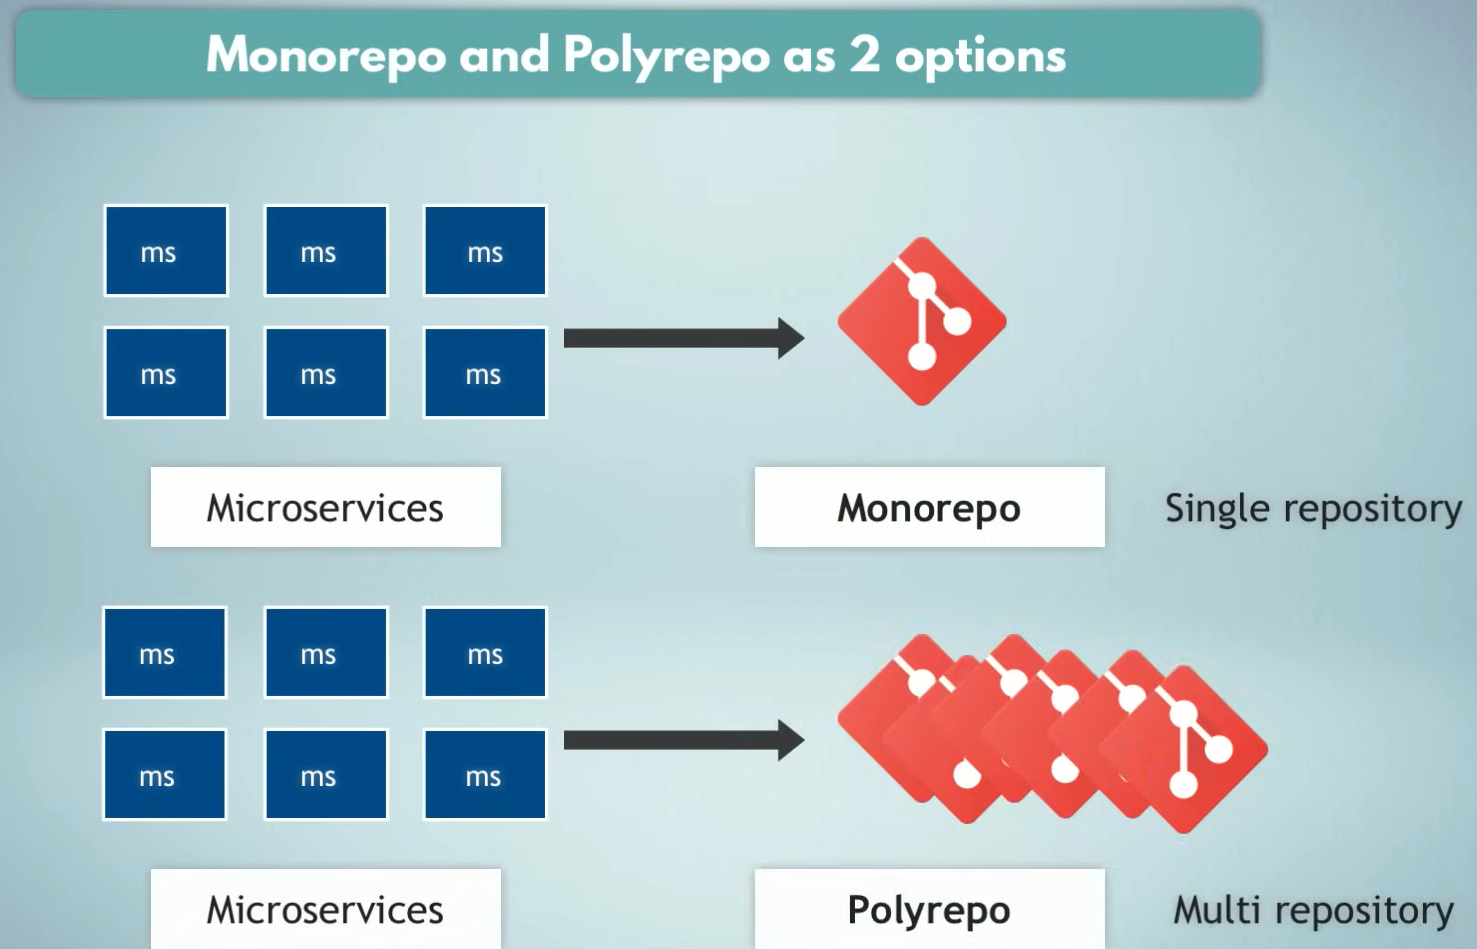 Monorepo and Polyrepo as 2 options
ms ms ms
ms ms ms
Microservices
Monorepo
Single repository
ms ms ms
ms ms ms
Microservices
Polyrepo
Multi repository